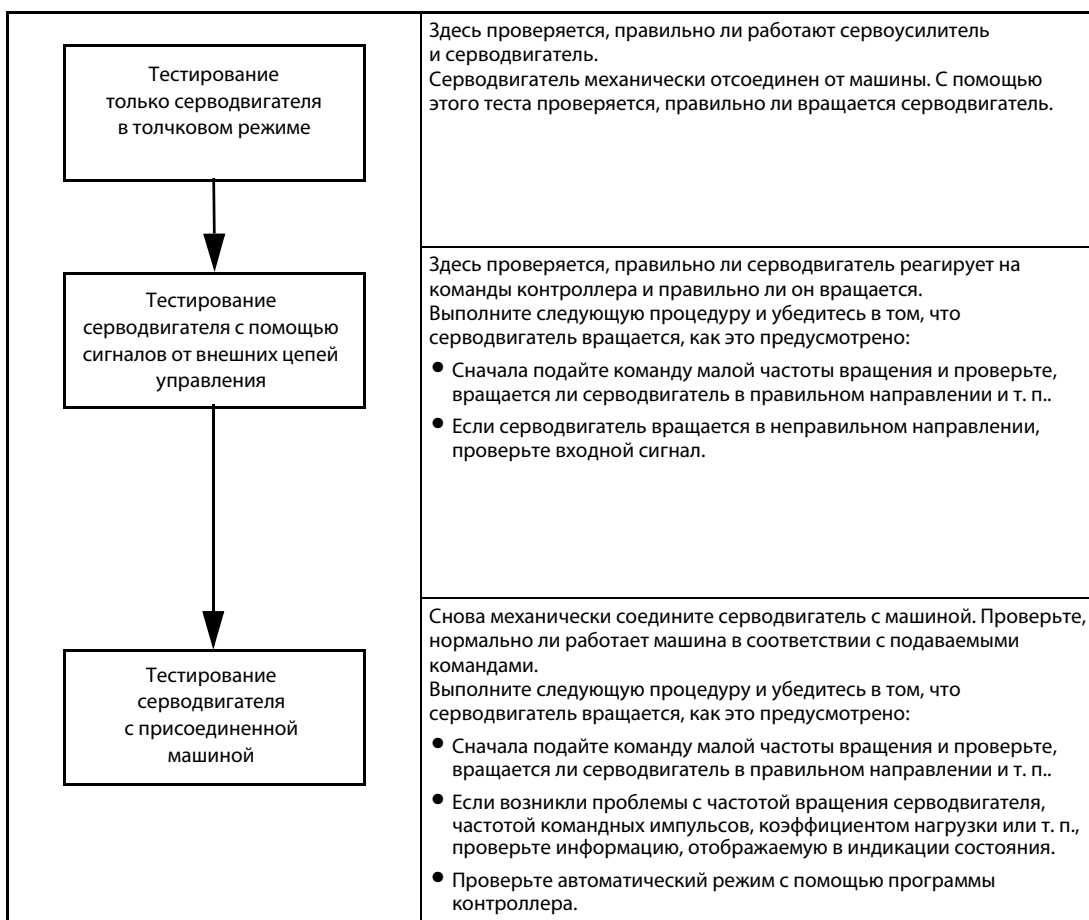 Тестирование
только серводвигателя
в толчковом режиме
Здесь проверяется, правильно ли работают сервоусилитель
и серводвигатель.
Серводвигатель механически отсоединен от машины. С помощью
этого теста проверяется, правильно ли вращается серводвигатель.
Тестирование
серводвигателя с помощью
сигналов от внешних цепей
управления
Здесь проверяется, правильно ли серводвигатель реагирует на
команды контроллера и правильно ли он вращается.
Выполните следующую процедуру и убедитесь в том, что
серводвигатель вращается, как это предусмотрено:
● Сначала подайте команду малой частоты вращения и проверьте,
вращается ли серводвигатель в правильном направлении и т. п..
● Если серводвигатель вращается в неправильном направлении,
проверьте входной сигнал.
Тестирование
серводвигателя
с присоединенной
машиной
Снова механически соедините серводвигатель с машиной. Проверьте,
нормально ли работает машина в соответствии с подаваемыми
командами.
Выполните следующую процедуру и убедитесь в том, что
серводвигатель вращается, как это предусмотрено:
● Сначала подайте команду малой частоты вращения и проверьте,
вращается ли серводвигатель в правильном направлении и т. п..
● Если возникли проблемы с частотой вращения серводвигателя,
частотой командных импульсов, коэффициентом нагрузки или т. п.,
проверьте информацию, отображаемую в индикации состояния.
● Проверьте автоматический режим с помощью программы
контроллера.